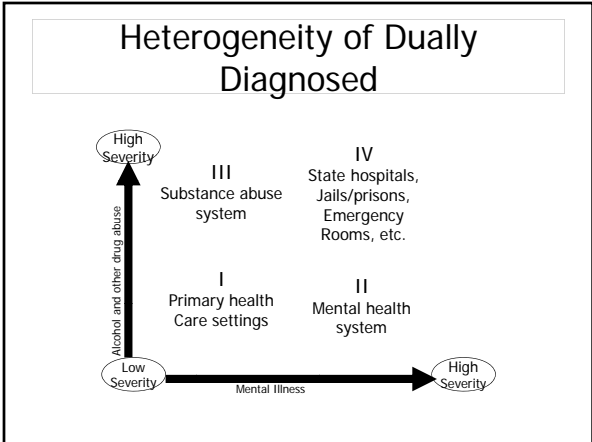 Heterogeneity of Dually
Diagnosed
High
Severity
III
Substance abuse
system
IV
State hospitals,
Jails/prisons,
Emergency
Rooms, etc.
Alcohol and other drug abuse
I
Primary health
Care settings
II
Mental health
system
Low
Severity
Mental Illness
High
Severity